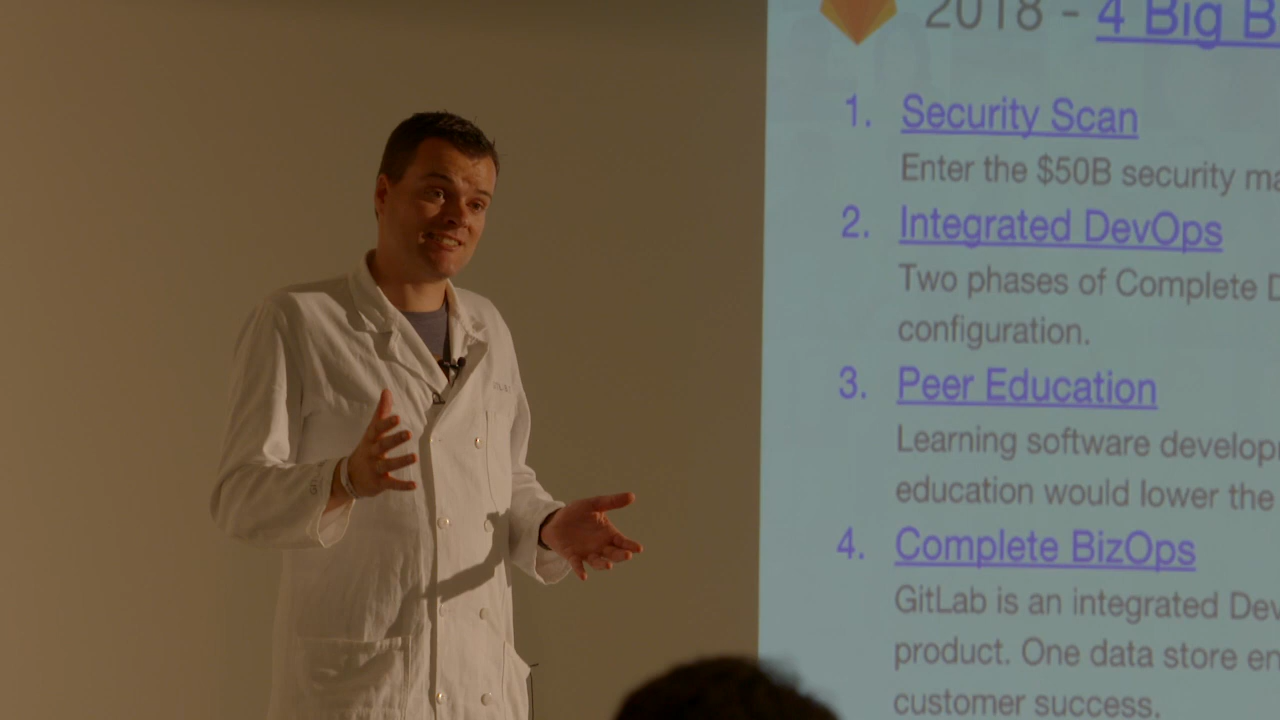 2018 - 4 Big B
1. Security Scan
Enter the $50B security ma
2. Integrated DevOps
Two phases of Complete D
configuration.
3. Peer Education
Learning software develop
education would lower the
4. Complete BizOps
GitLab is an integrated Dev
product. One data store en
customer success.